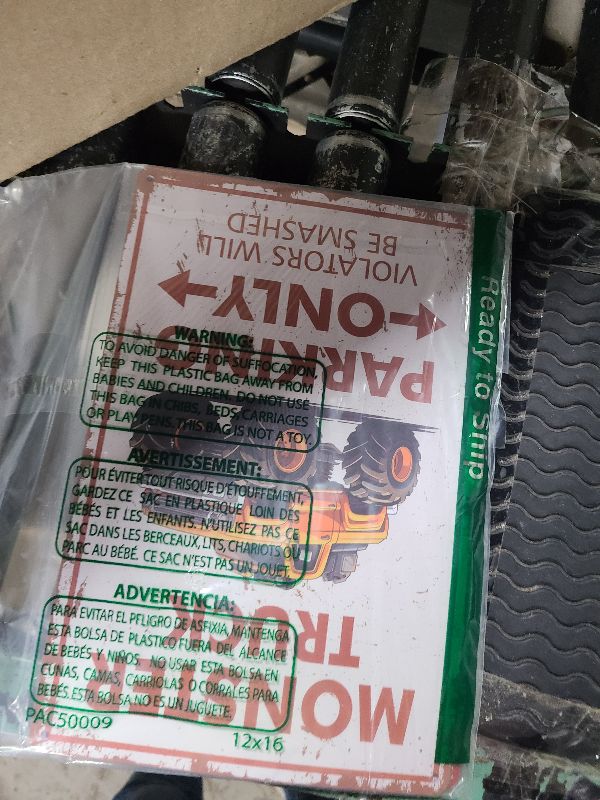 WARNING:
TO AVOID DANGER OF SUFFOCATION,
KEEP THIS PLASTIC BAG AWAY FROM
BABIES AND CHILDREN. DO NOT USE
THIS BAG IN CRIBS, BEDS, CARRIAGES
OR PLAY PENS. THIS BAG IS NOT A TOY.
AVERTISSEMENT:
POUR ÉVITER TOUT RISQUE D'ÉTOUFFEMENT,
GARDEZ CE SAC EN PLASTIQUE LOIN DES
BÉBÉS ET LES ENFANTS. N'UTILISEZ PAS CE
SAC DANS LES BERCEAUX, LITS, CHARIOTS OU
PARC AU BÉBÉ. CE SAC N'EST PAS UN JOUET.
ADVERTENCIA:
PARA EVITAR EL PELIGRO DE ASFIXIA, MANTENGA
ESTA BOLSA DE PLÁSTICO FUERA DEL ALCANCE
DE BEBÉS Y NIÑOS. NO USAR ESTA BOLSA EN
CUNAS, CAMAS, CARRIOLAS O CORRALES PARA
BEBÉS. ESTA BOLSA NO ES UN JUGUETE.
PAC50009
12x16
Ready to Ship
MONSTER
TRUCK
PARKING
ONLY
VIOLATORS WILL
BE SMASHED